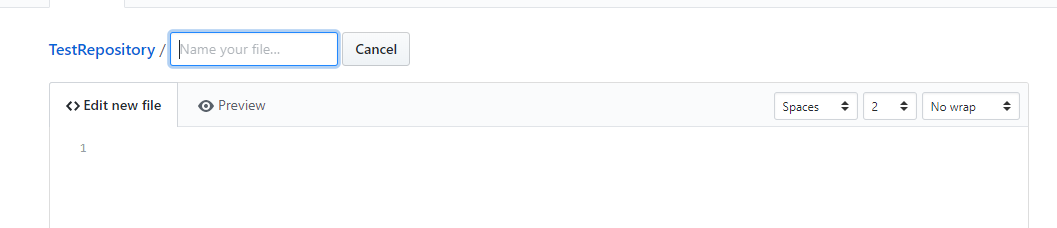 TestRepository / Name your file... Cancel
<> Edit new file Preview Spaces 2 No wrap
1